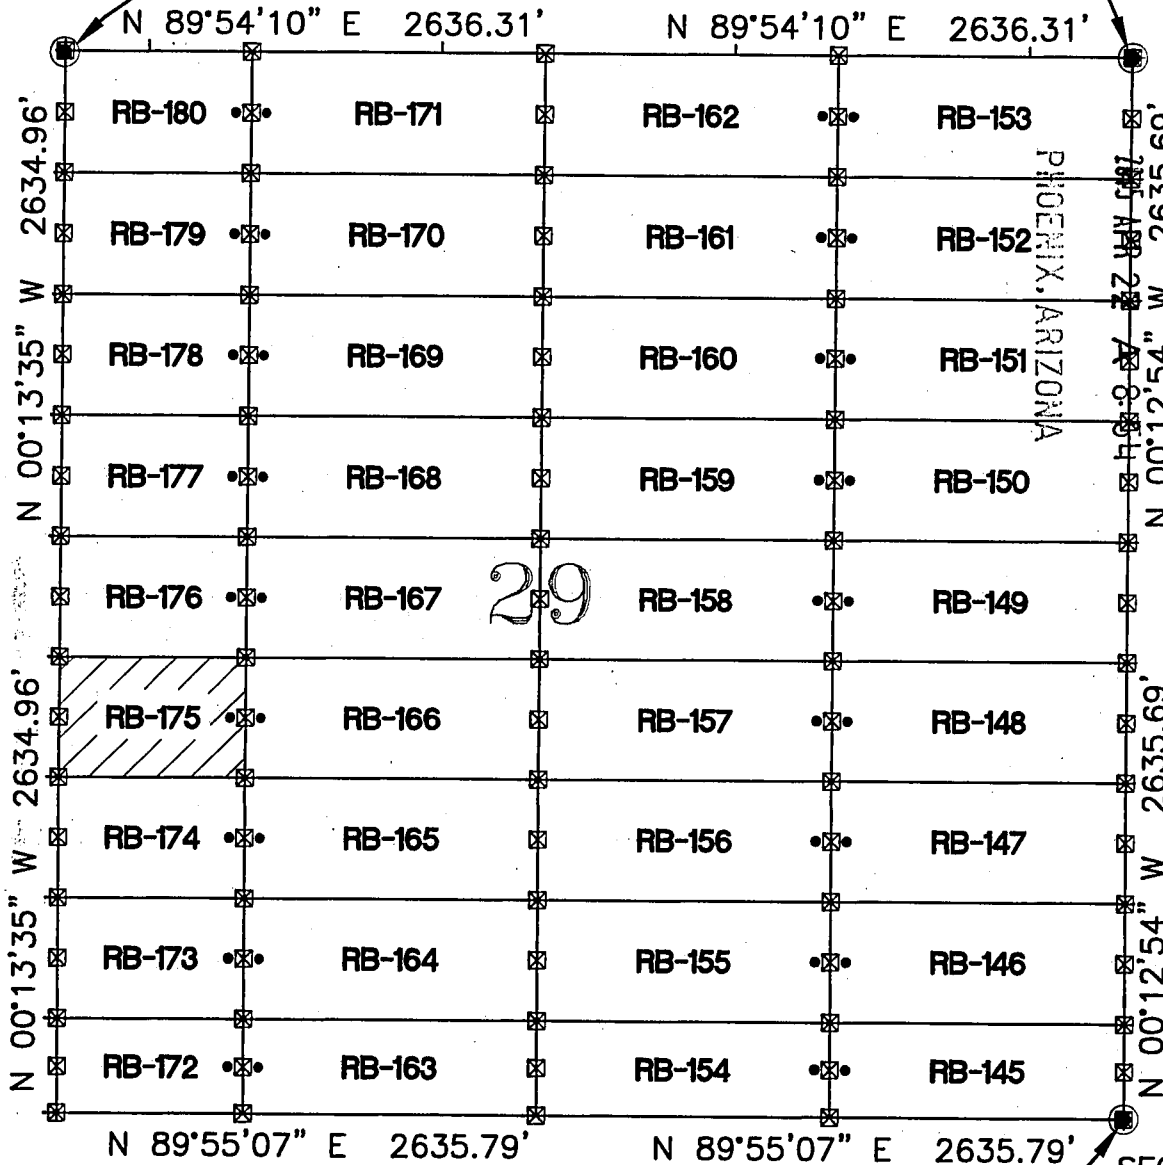 N 89°54'10" E 2636.31' N 89°54'10" E 2636.31'
RB-180 RB-171 RB-162 RB-153
RB-179 RB-170 RB-161 RB-152
RB-178 RB-169 RB-160 RB-151
RB-177 RB-168 RB-159 RB-150
RB-176 RB-167 29 RB-158 RB-149
RB-175 RB-166 RB-157 RB-148
RB-174 RB-165 RB-156 RB-147
RB-173 RB-164 RB-155 RB-146
RB-172 RB-163 RB-154 RB-145
N 89°55'07" E 2635.79' N 89°55'07" E 2635.79'
N 00°13'35" W 2634.96'
N 00°13'35" W 2634.96'
N 00°12'54" W 2635.69'
N 00°12'54" W 2635.69'
PHOENIX, ARIZONA
APR 22 A 8: